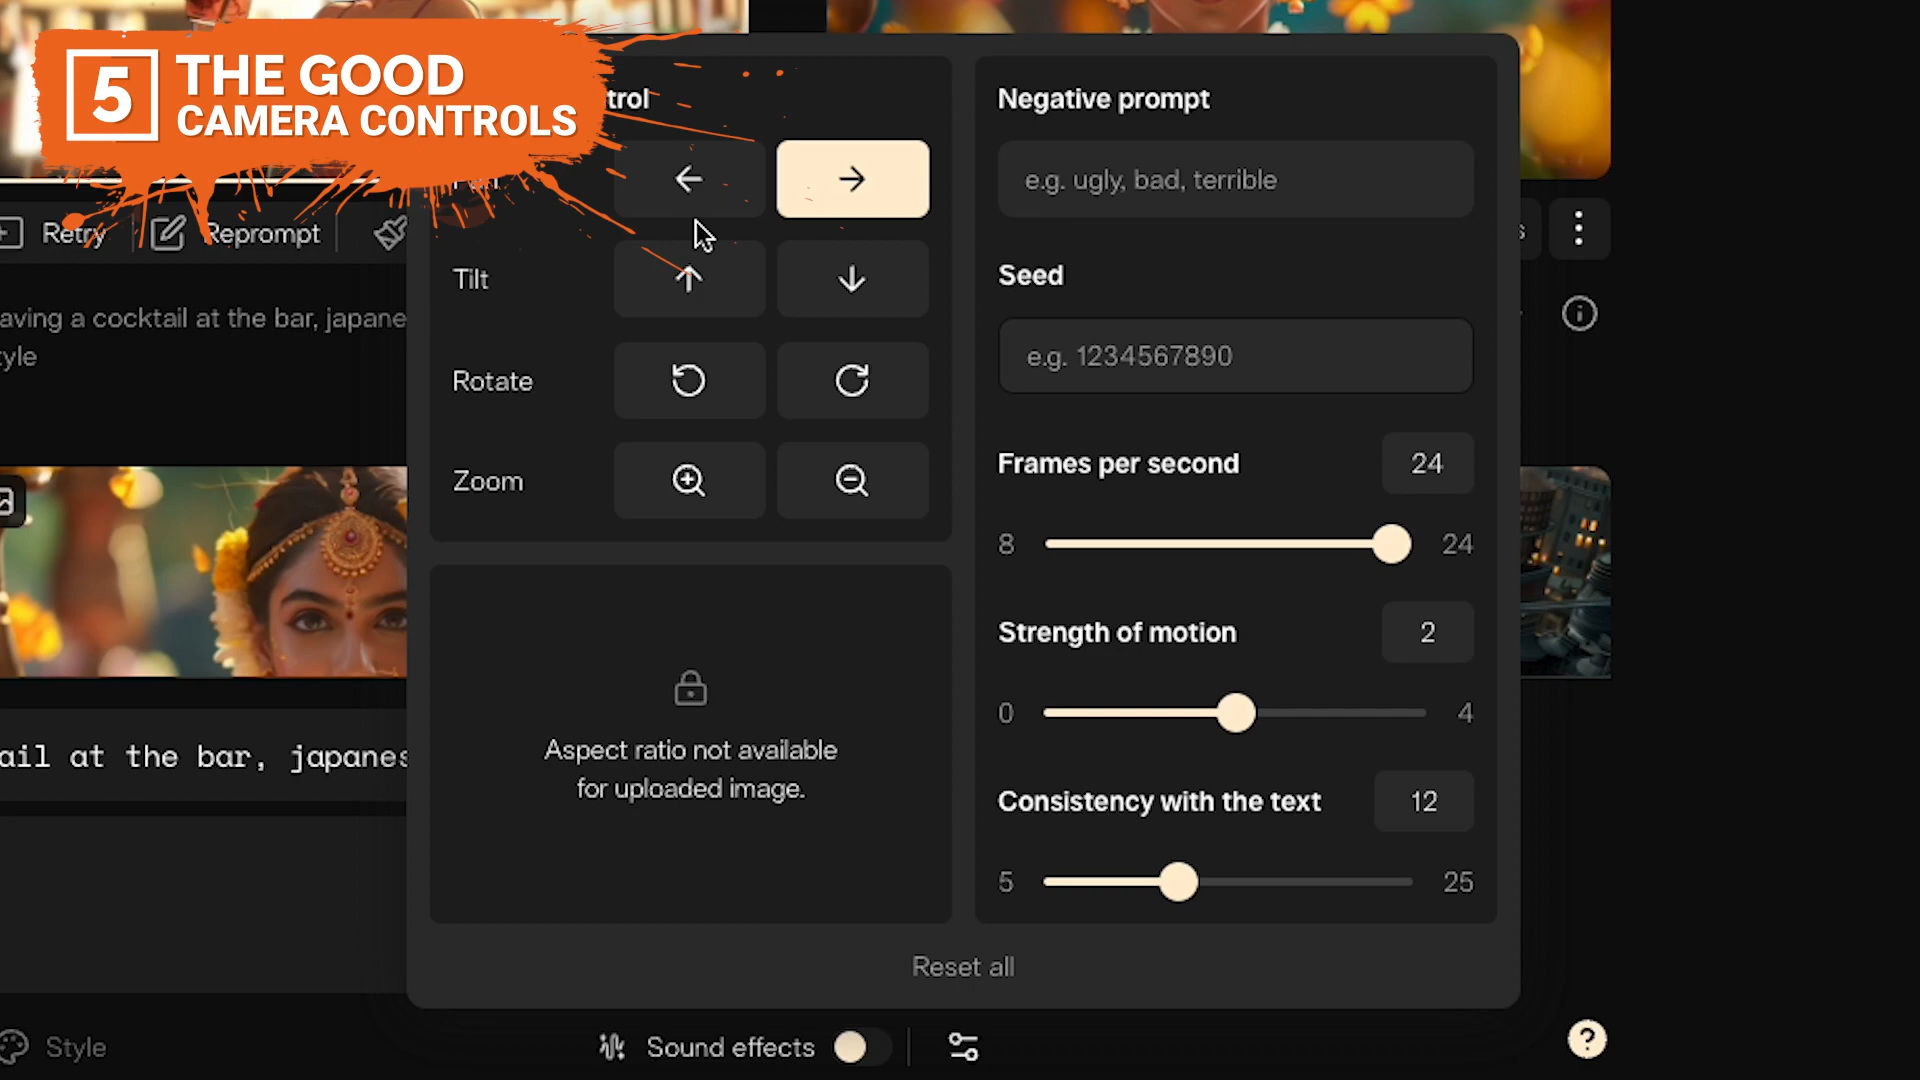 5 THE GOOD
CAMERA CONTROLS
trol
Negative prompt
e.g. ugly, bad, terrible
Retry
Reprompt
Tilt
Seed
aving a cocktail at the bar, japane
tyle
e.g. 1234567890
Rotate
Frames per second 24
Zoom
8 24
Strength of motion 2
0 4
Aspect ratio not available
for uploaded image.
ail at the bar, japanes
Consistency with the text 12
5 25
Reset all
Style
Sound effects
?